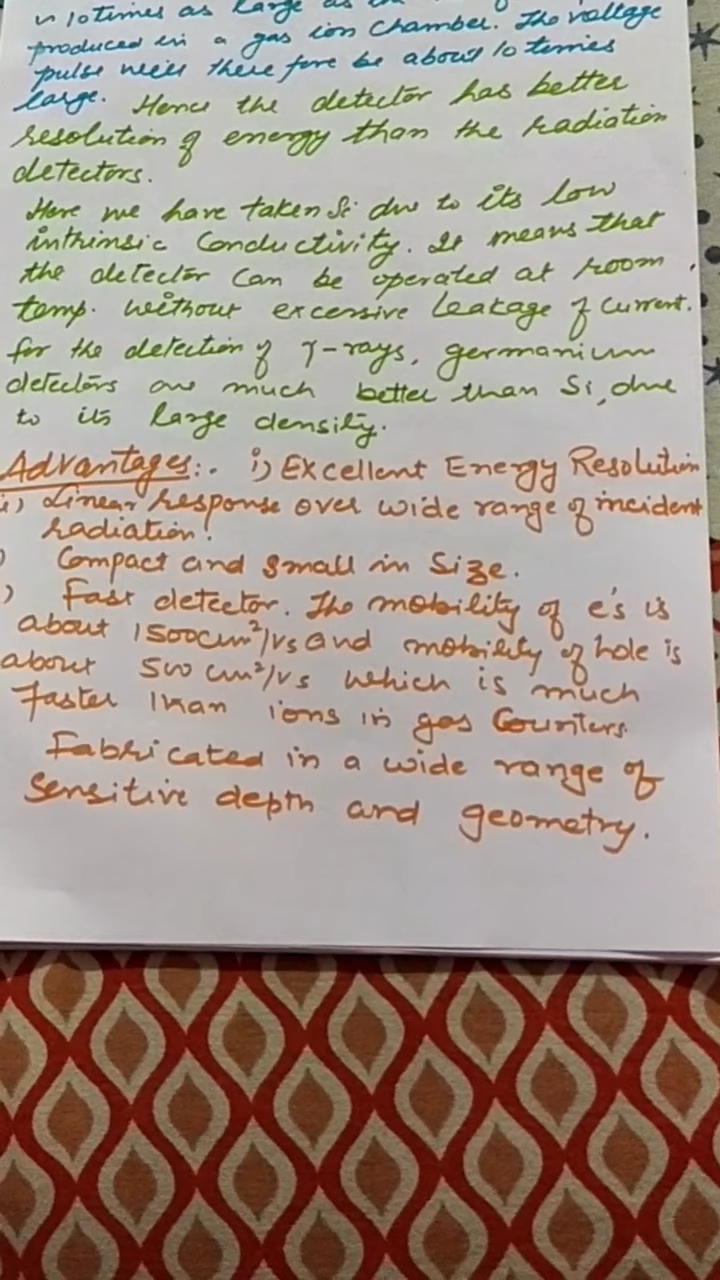 10 times as large as
produced in a gas ion chamber. The voltage
pulse will there fore be about 10 times
large. Hence the detector has better
resolution of energy than the radiation
detectors.
Here we have taken Si due to its low
inthrinsic Conductivity. It means that
the detector can be operated at room
temp. without excessive Leakage of current.
for the detection of γ-rays, germanium
detectors are much better than Si, due
to its large density.
Advantages:. i) Excellent Energy Resolution
ii) Linear response over wide range of incident
radiation.
) Compact and small in Size.
) Fast detector. The mobility of e's is
about 1500cm²/vs and mobility of hole is
about 500 cm²/vs which is much
faster than ions in gas Counters.
Fabricated in a wide range of
sensitive depth and geometry.